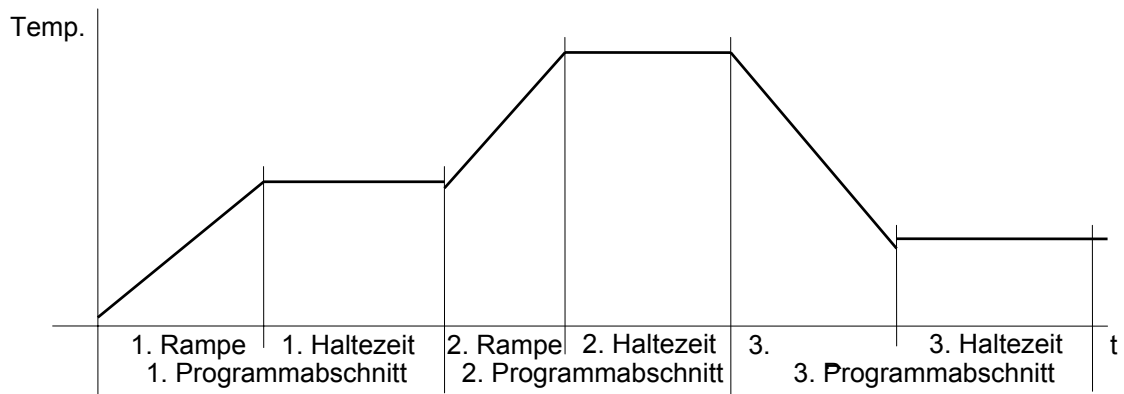 Temp.
1. Rampe 1. Haltezeit 2. Rampe 2. Haltezeit 3. 3. Haltezeit t
1. Programmabschnitt 2. Programmabschnitt 3. Programmabschnitt